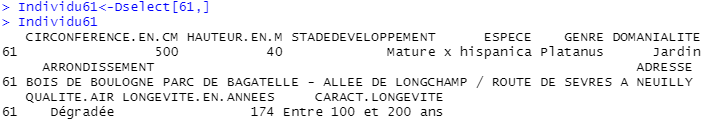 > Individu61<-Dselect[61,]
> Individu61
CIRCONFERENCE.EN.CM HAUTEUR.EN.M STADEDEVELOPPEMENT ESPECE GENRE DOMANIALITE
61 500 40 Mature x hispanica Platanus Jardin
ARRONDISSEMENT ADRESSE
61 BOIS DE BOULOGNE PARC DE BAGATELLE - ALLEE DE LONGCHAMP / ROUTE DE SEVRES A NEUILLY
QUALITE.AIR LONGEVITE.EN.ANNEES CARACT.LONGEVITE
61 Dégradée 174 Entre 100 et 200 ans